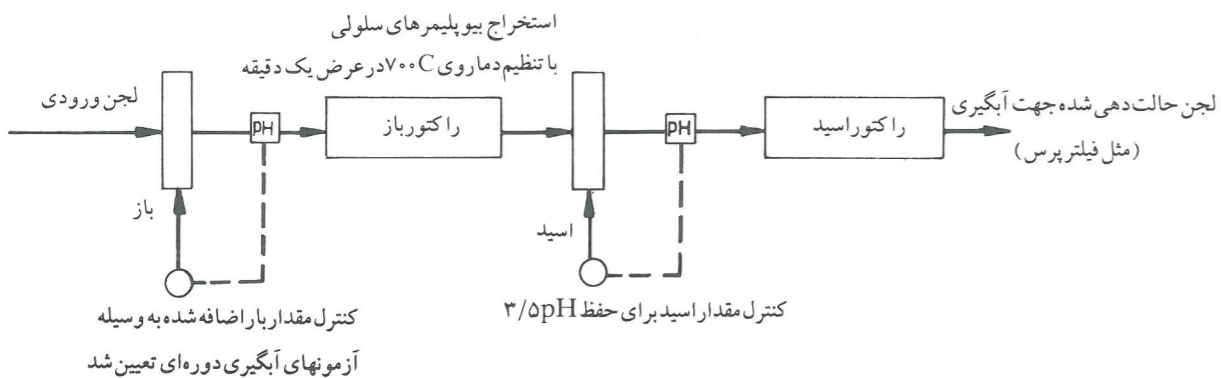 استخراج بیوپلیمرهای سلولی
با تنظیم دما روی ۷۰۰C در عرض یک دقیقه
لجن ورودی
pH
راکتور باز
pH
راکتور اسید
لجن حالت دهی شده جهت آبگیری
(مثل فیلتر پرس)
باز
اسید
کنترل مقدار اسید برای حفظ ۳/۵pH
کنترل مقدار بار اضافه شده به وسیله
آزمونهای آبگیری دوره‌ای تعیین شد